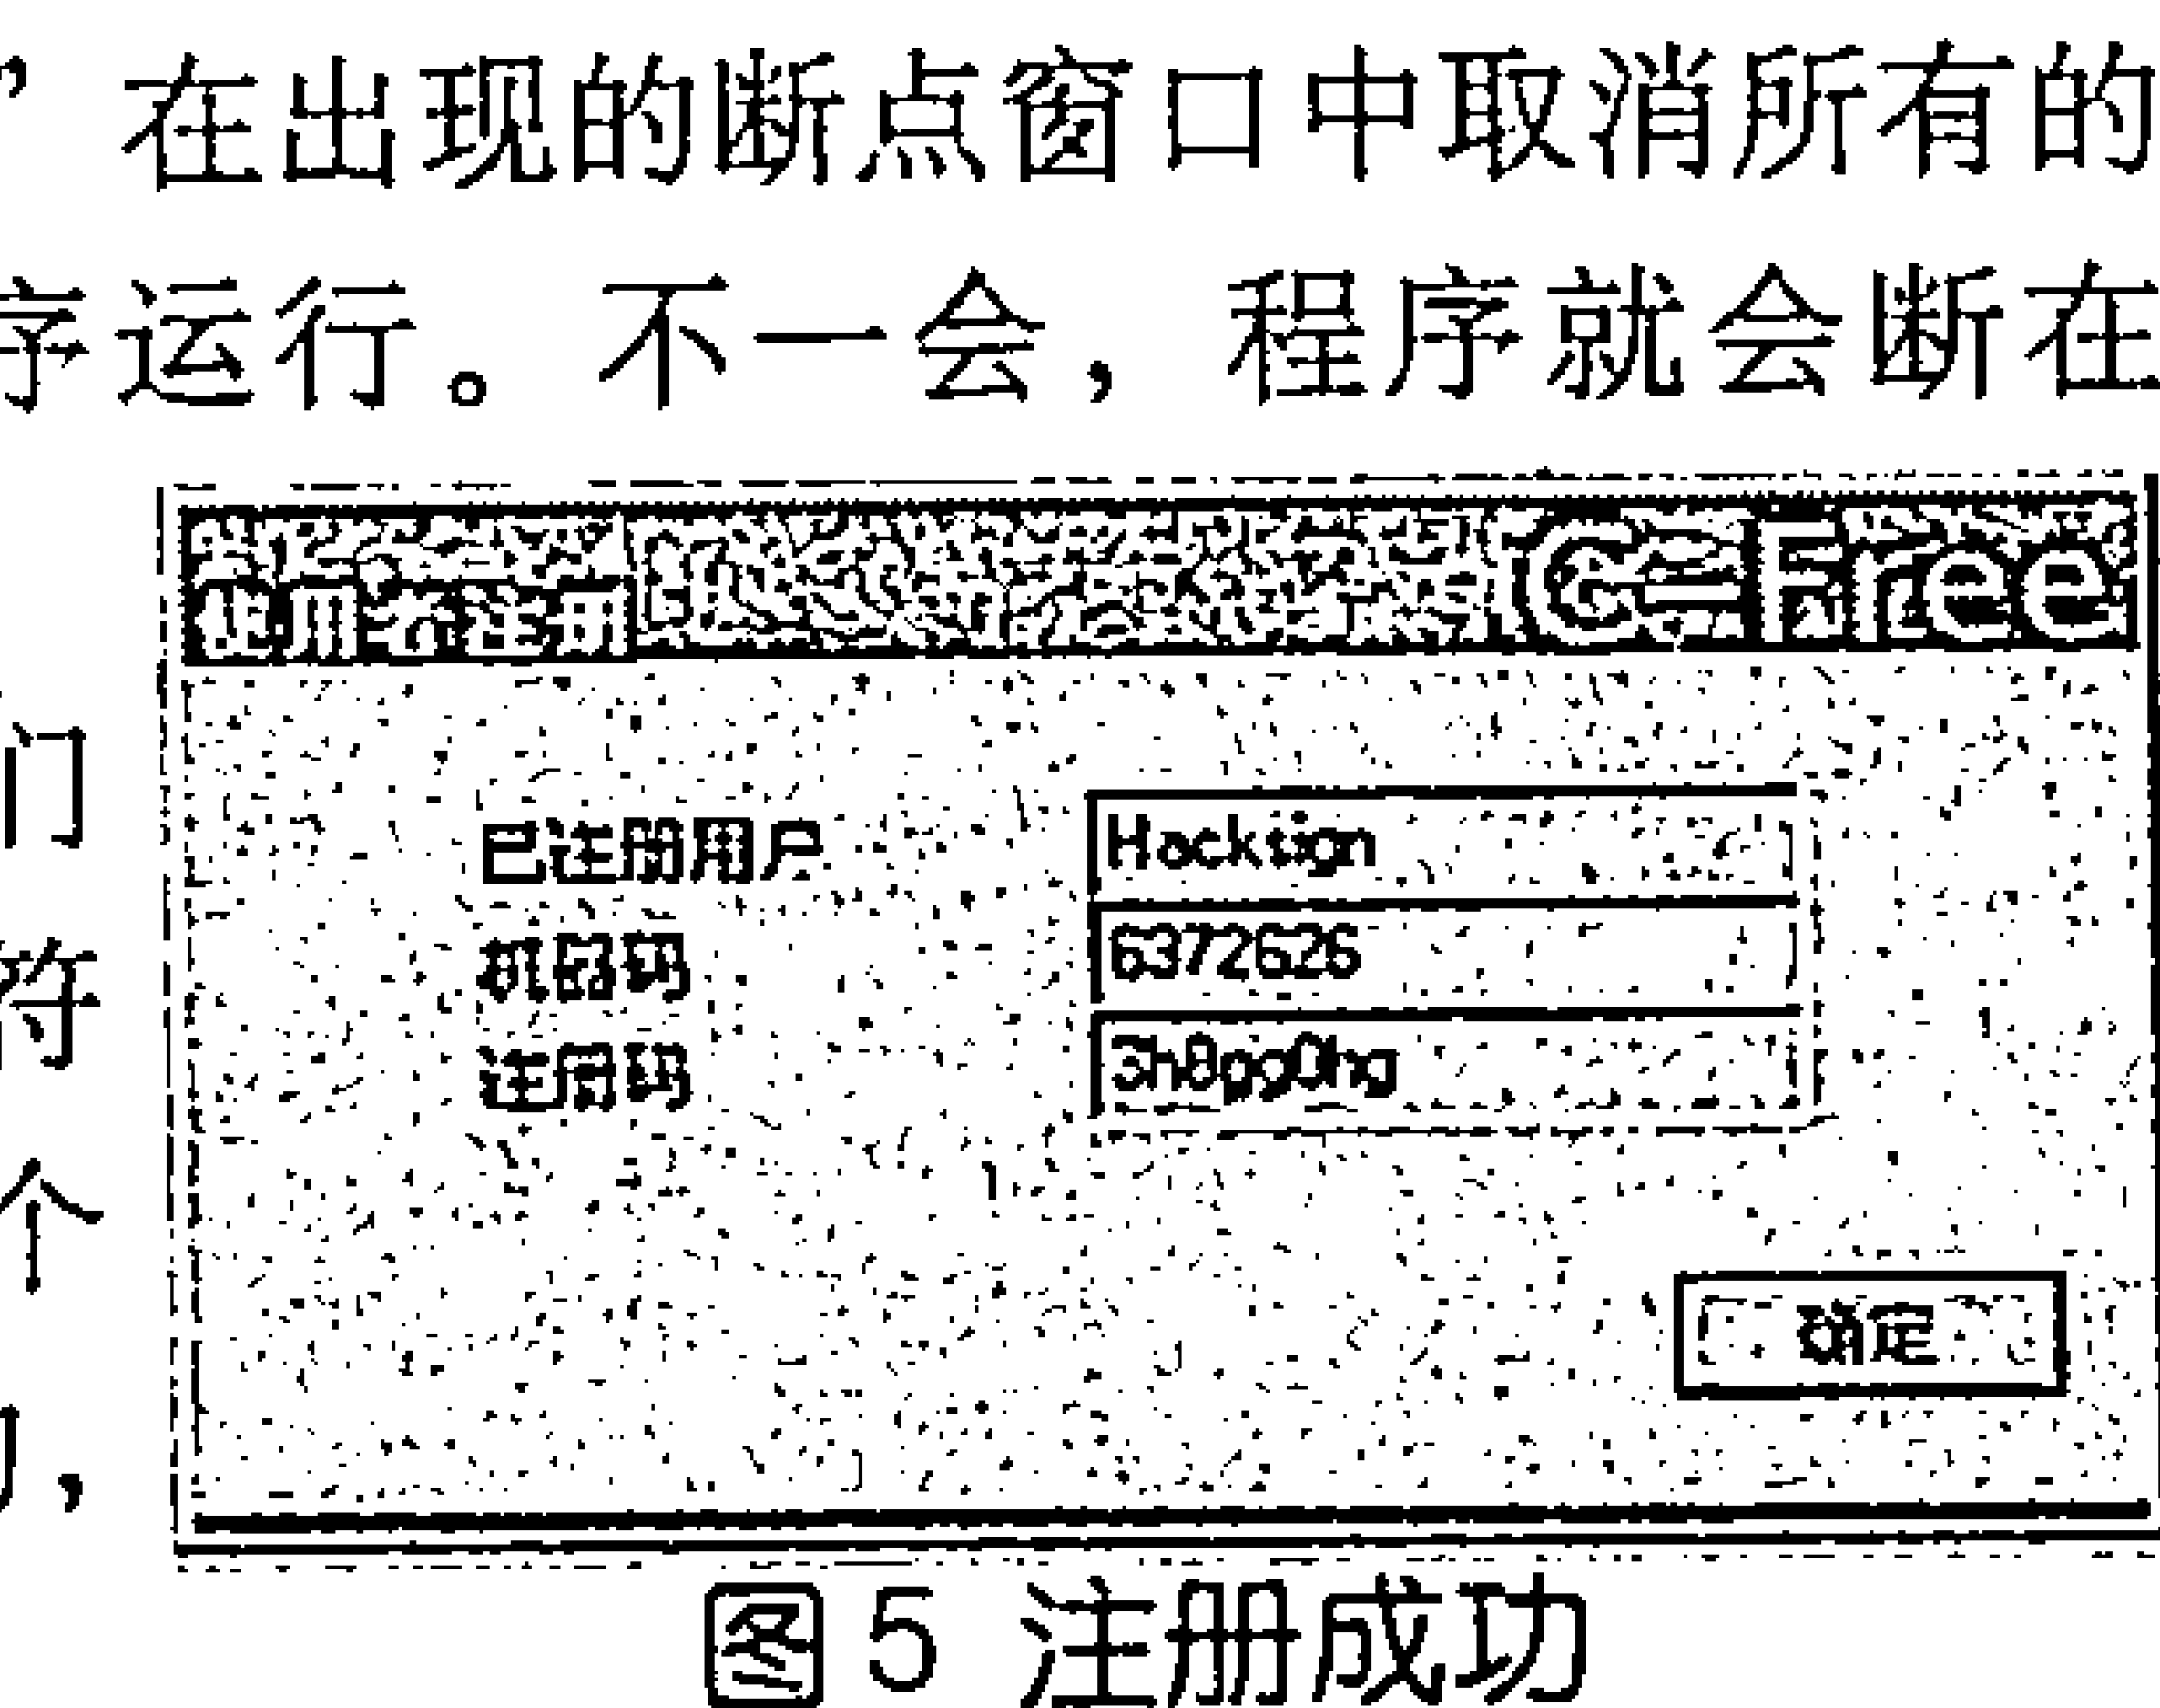 ”在出现的断点窗口中取消所有的
序运行。不一会，程序就会断在
C-Free
们
已注册用户
符
机器码
6372626
注册码
个
确定
，
图5 注册成功